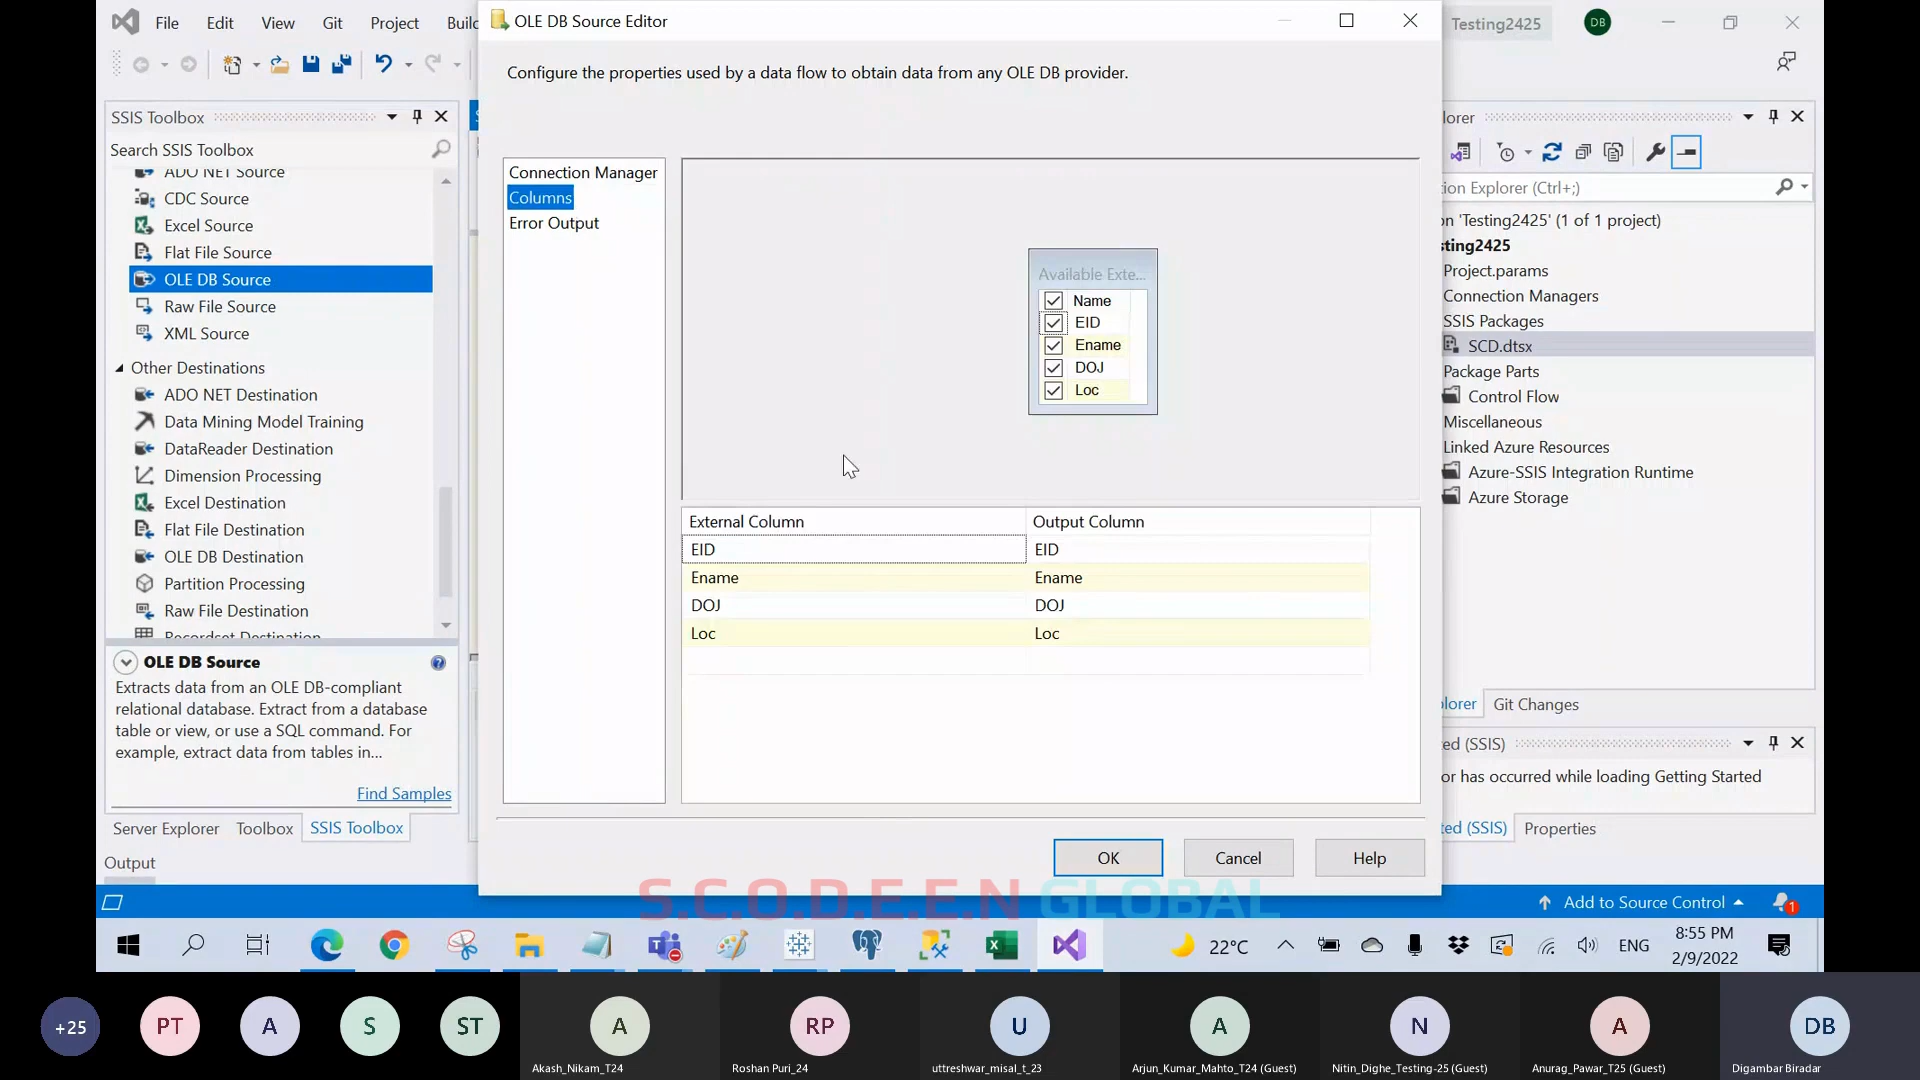 File Edit View Git Project Buil
OLE DB Source Editor
Testing2425
DB
Configure the properties used by a data flow to obtain data from any OLE DB provider.
SSIS Toolbox
Search SSIS Toolbox
ADO NET Source
CDC Source
Excel Source
Flat File Source
OLE DB Source
Raw File Source
XML Source
Other Destinations
ADO NET Destination
Data Mining Model Training
DataReader Destination
Dimension Processing
Excel Destination
Flat File Destination
OLE DB Destination
Partition Processing
Raw File Destination
Recordset Destination
OLE DB Source
Extracts data from an OLE DB-compliant
relational database. Extract from a database
table or view, or use a SQL command. For
example, extract data from tables in...
Find Samples
Server Explorer Toolbox SSIS Toolbox
Output
Connection Manager
Columns
Error Output
Available Exte...
Name
EID
Ename
DOJ
Loc
External Column Output Column
EID EID
Ename Ename
DOJ DOJ
Loc Loc
OK Cancel Help
lorer
ion Explorer (Ctrl+;)
on 'Testing2425' (1 of 1 project)
sting2425
Project.params
Connection Managers
SSIS Packages
SCD.dtsx
Package Parts
Control Flow
Miscellaneous
Linked Azure Resources
Azure-SSIS Integration Runtime
Azure Storage
plorer Git Changes
ed (SSIS)
or has occurred while loading Getting Started
ted (SSIS) Properties
S.C.O.D.E.E.N GLOBAL
Add to Source Control
1
22°C
ENG
8:55 PM
2/9/2022
+25 PT A S ST A RP U A N A DB
Akash_Nikam_T24 Roshan Puri_24 uttreshwar_misal_t_23 Arjun_Kumar_Mahto_T24 (Guest) Nitin_Dighe_Testing-25 (Guest) Anurag_Pawar_T25 (Guest) Digambar Biradar